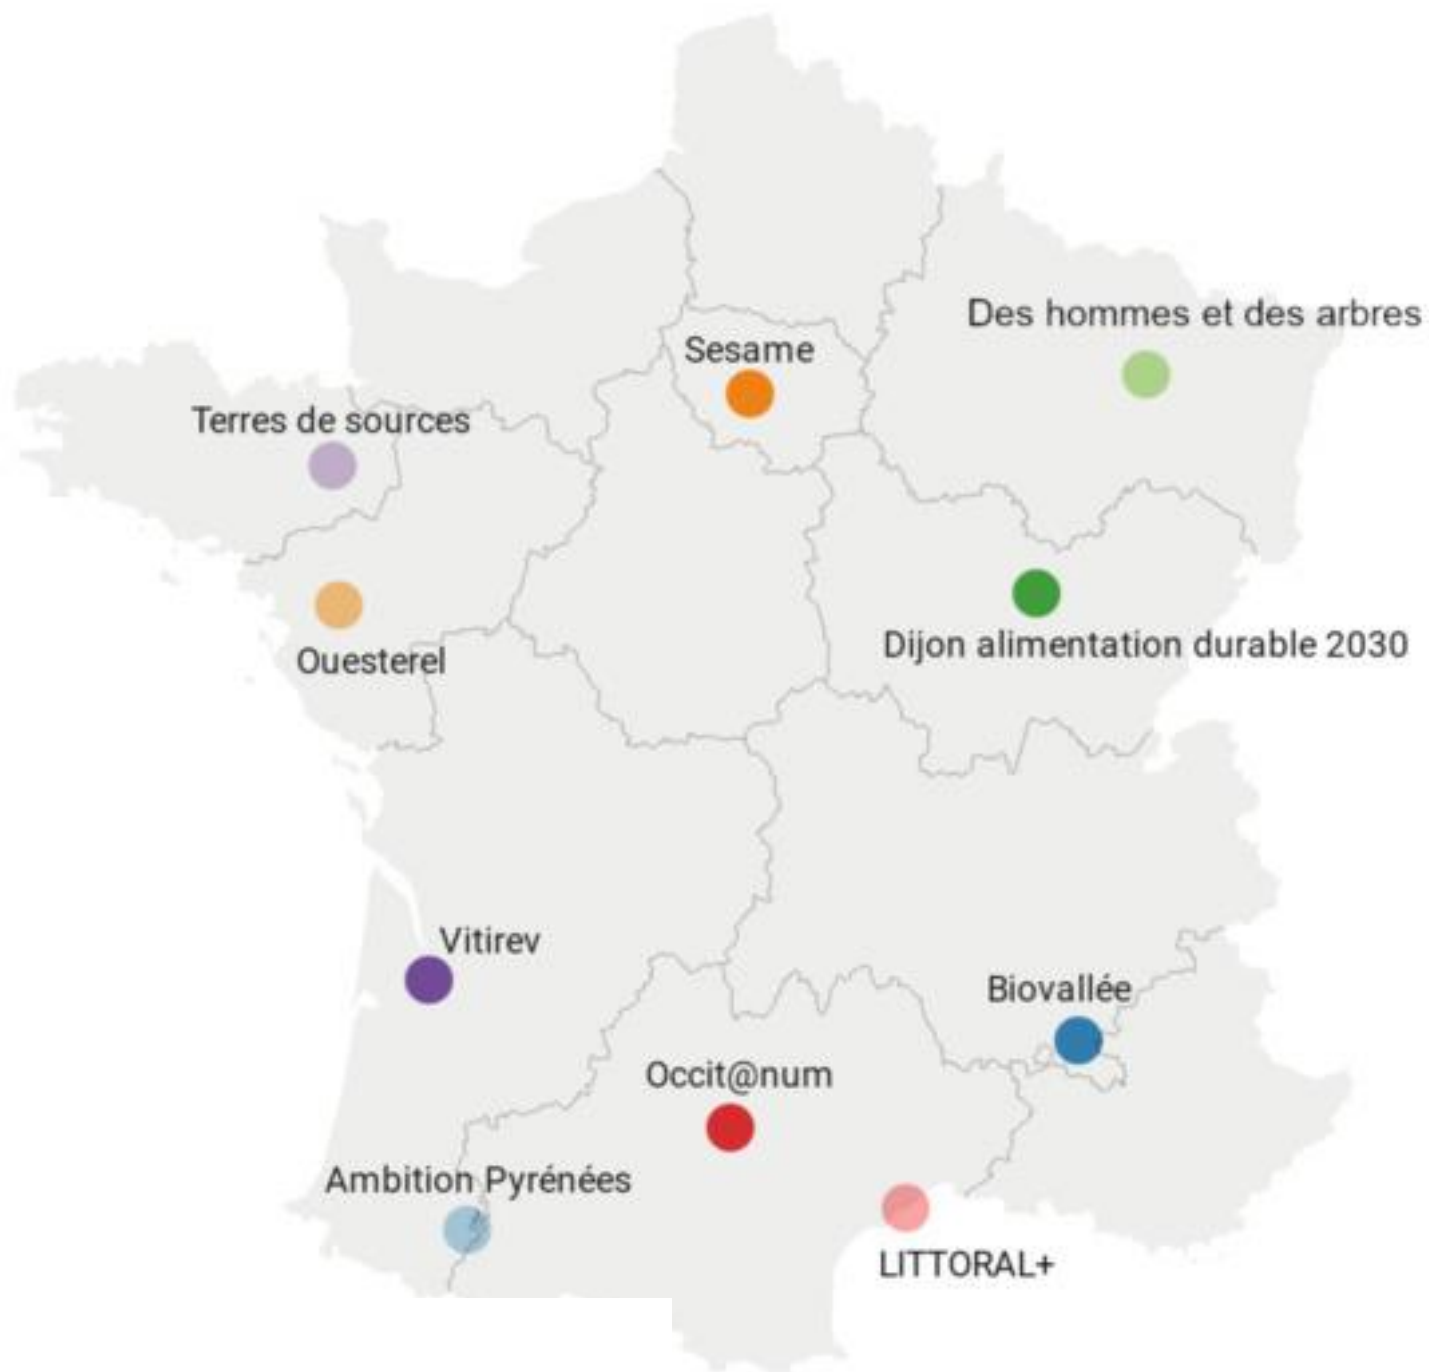 Des hommes et des arbres
Sesame
Terres de sources
Dijon alimentation durable 2030
Ouesterel
Vitirev
Biovallée
Occit@num
Ambition Pyrénées
LITTORAL+